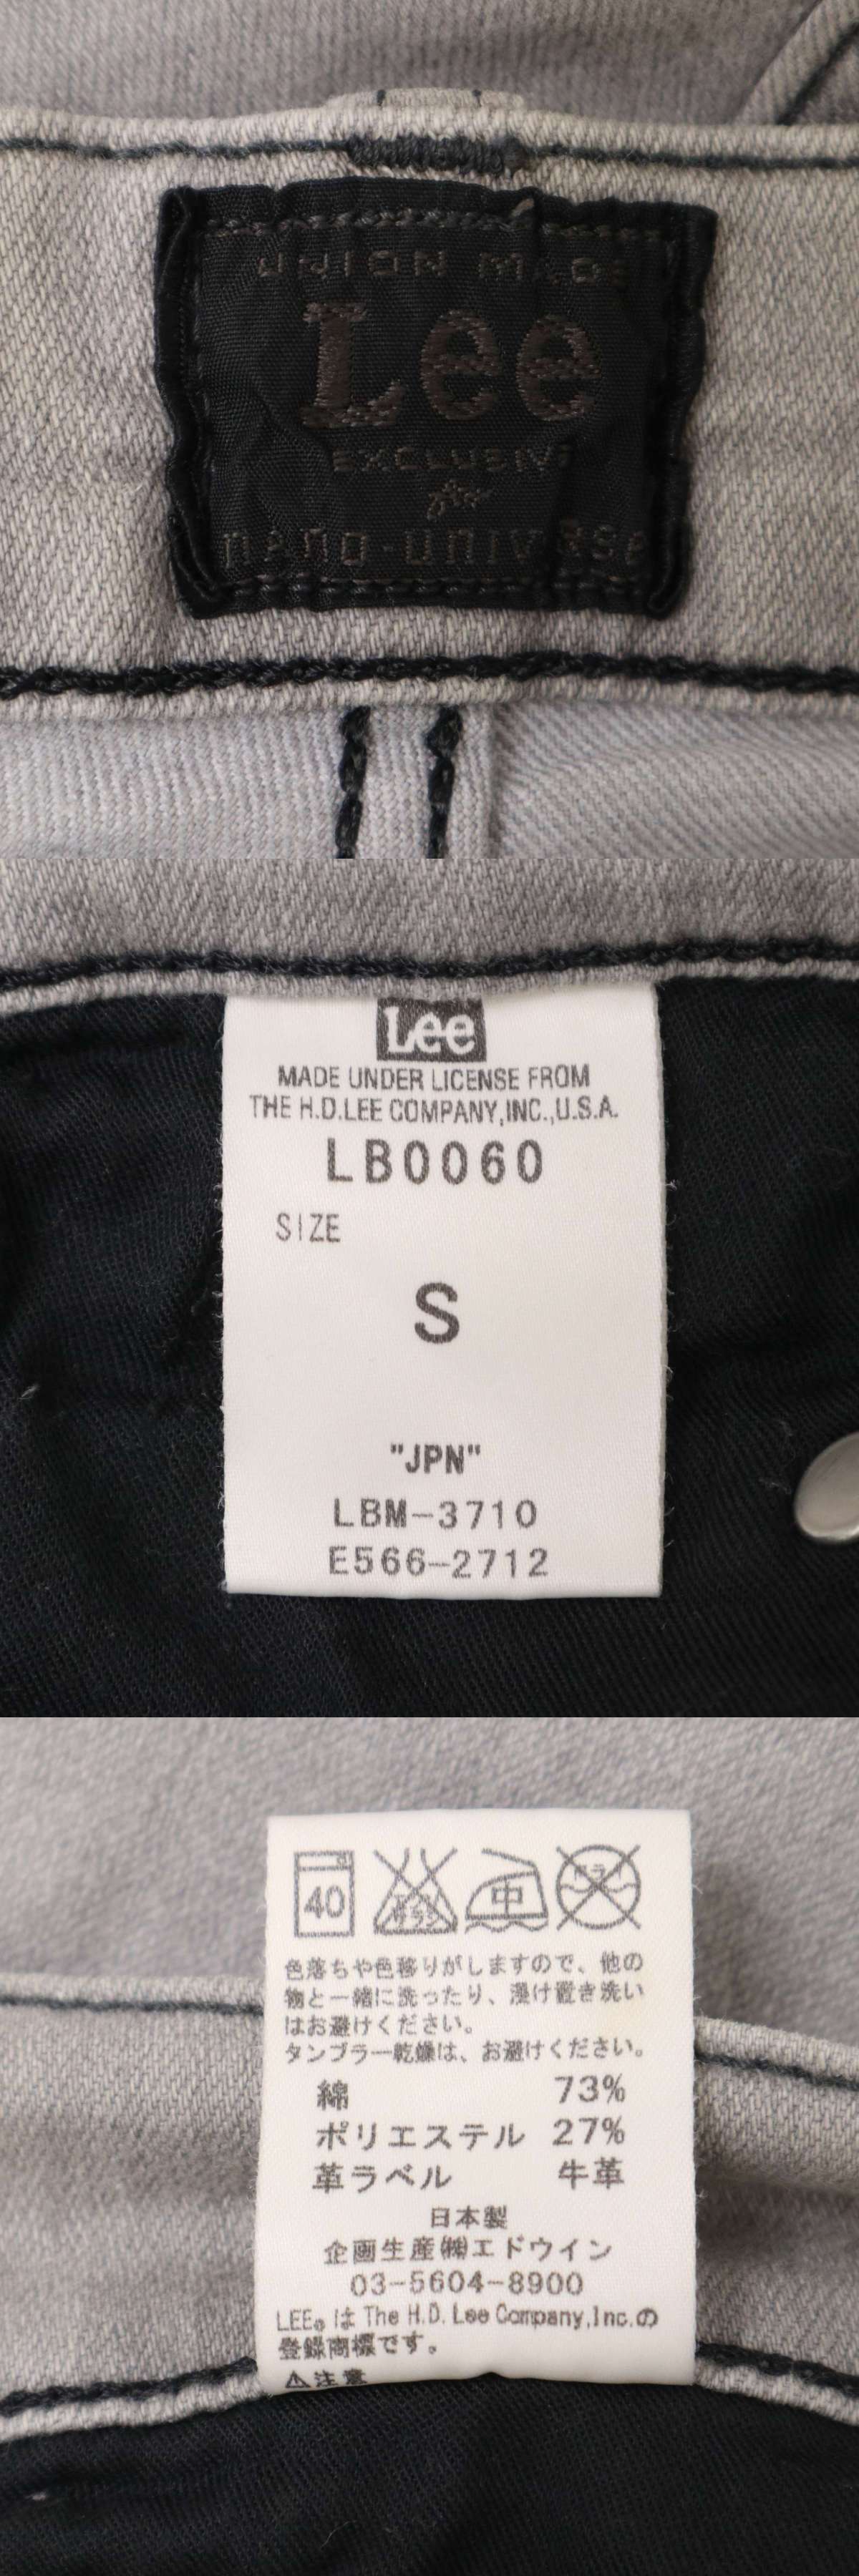 UNION MADE
Lee
EXCLUSIVE
for
nano·universe
Lee
MADE UNDER LICENSE FROM
THE H.D.LEE COMPANY,INC.,U.S.A.
LB0060
SIZE
S
"JPN"
LBM-3710
E566-2712
40 中
色落ちや色移りがしますので、他の
物と一緒に洗ったり、浸け置き洗い
はお避けください。
タンブラー乾燥は、お避けください。
綿 73%
ポリエステル 27%
革ラベル 牛革
日本製
企画生産㈱エドウイン
03-5604-8900
LEE® は The H.D. Lee Company,Inc.の
登録商標です。
⚠注意